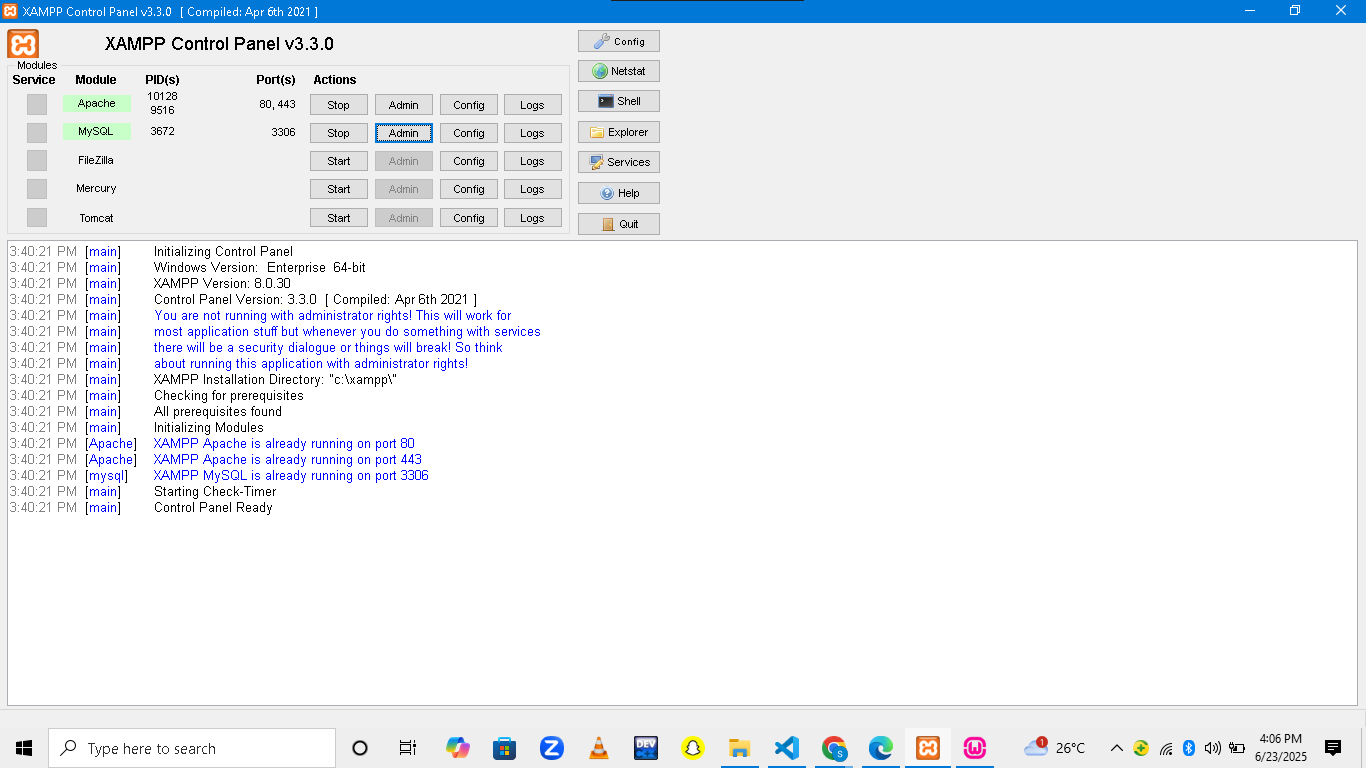 XAMPP Control Panel v3.3.0 [ Compiled: Apr 6th 2021 ]
XAMPP Control Panel v3.3.0
Config
Modules
Netstat
Service Module PID(s) Port(s) Actions
Apache 10128 9516 80, 443 Stop Admin Config Logs
Shell
MySQL 3672 3306 Stop Admin Config Logs
Explorer
FileZilla Start Admin Config Logs
Services
Mercury Start Admin Config Logs
Help
Tomcat Start Admin Config Logs
Quit
3:40:21 PM [main] Initializing Control Panel
3:40:21 PM [main] Windows Version: Enterprise 64-bit
3:40:21 PM [main] XAMPP Version: 8.0.30
3:40:21 PM [main] Control Panel Version: 3.3.0 [ Compiled: Apr 6th 2021 ]
3:40:21 PM [main] You are not running with administrator rights! This will work for
3:40:21 PM [main] most application stuff but whenever you do something with services
3:40:21 PM [main] there will be a security dialogue or things will break! So think
3:40:21 PM [main] about running this application with administrator rights!
3:40:21 PM [main] XAMPP Installation Directory: "c:\xampp\"
3:40:21 PM [main] Checking for prerequisites
3:40:21 PM [main] All prerequisites found
3:40:21 PM [main] Initializing Modules
3:40:21 PM [Apache] XAMPP Apache is already running on port 80
3:40:21 PM [Apache] XAMPP Apache is already running on port 443
3:40:21 PM [mysql] XAMPP MySQL is already running on port 3306
3:40:21 PM [main] Starting Check-Timer
3:40:21 PM [main] Control Panel Ready
Type here to search
Z
DEV
S
W
1
26°C
4:06 PM
6/23/2025